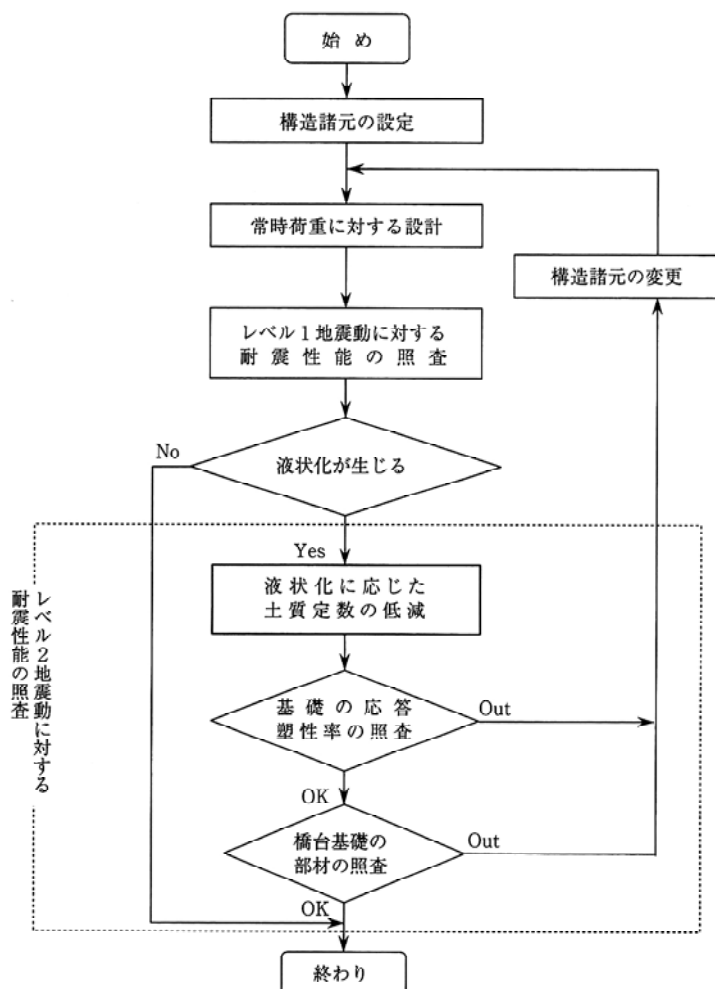 始め
構造諸元の設定
常時荷重に対する設計
構造諸元の変更
レベル1地震動に対する
耐震性能の照査
No
液状化が生じる
Yes
液状化に応じた
土質定数の低減
レベル2地震動に対する
耐震性能の照査
基礎の応答
塑性率の照査
Out
OK
橋台基礎の
部材の照査
Out
OK
終わり